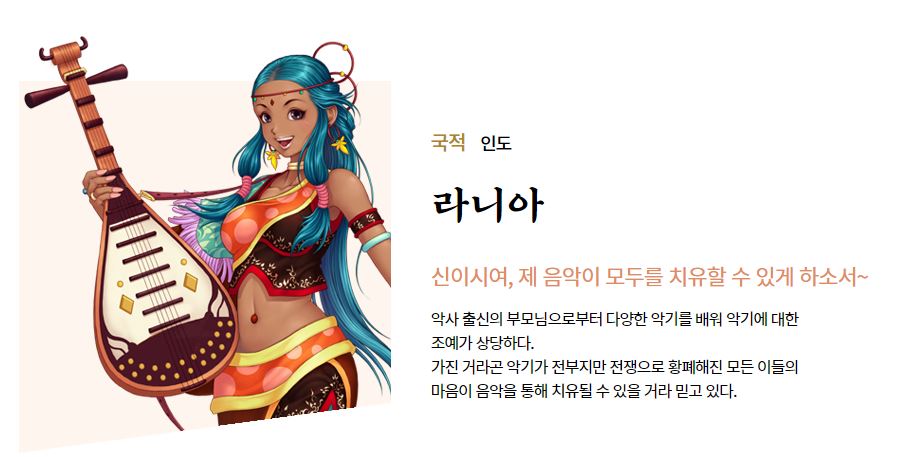 국적 인도
라니아
신이시여, 제 음악이 모두를 치유할 수 있게 하소서~
악사 출신의 부모님으로부터 다양한 악기를 배워 악기에 대한
조예가 상당하다.
가진 거라곤 악기가 전부지만 전쟁으로 황폐해진 모든 이들의
마음이 음악을 통해 치유될 수 있을 거라 믿고 있다.